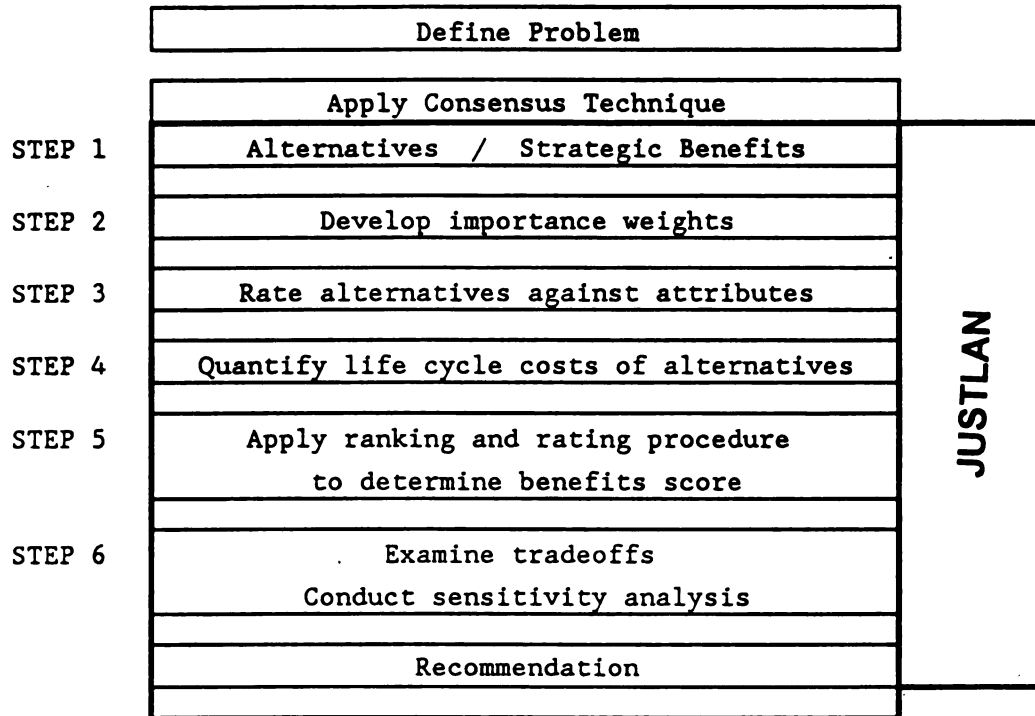 Define Problem
Apply Consensus Technique
STEP 1 Alternatives / Strategic Benefits
STEP 2 Develop importance weights
STEP 3 Rate alternatives against attributes
STEP 4 Quantify life cycle costs of alternatives
STEP 5 Apply ranking and rating procedure
to determine benefits score
STEP 6 Examine tradeoffs
Conduct sensitivity analysis
Recommendation
JUSTLAN